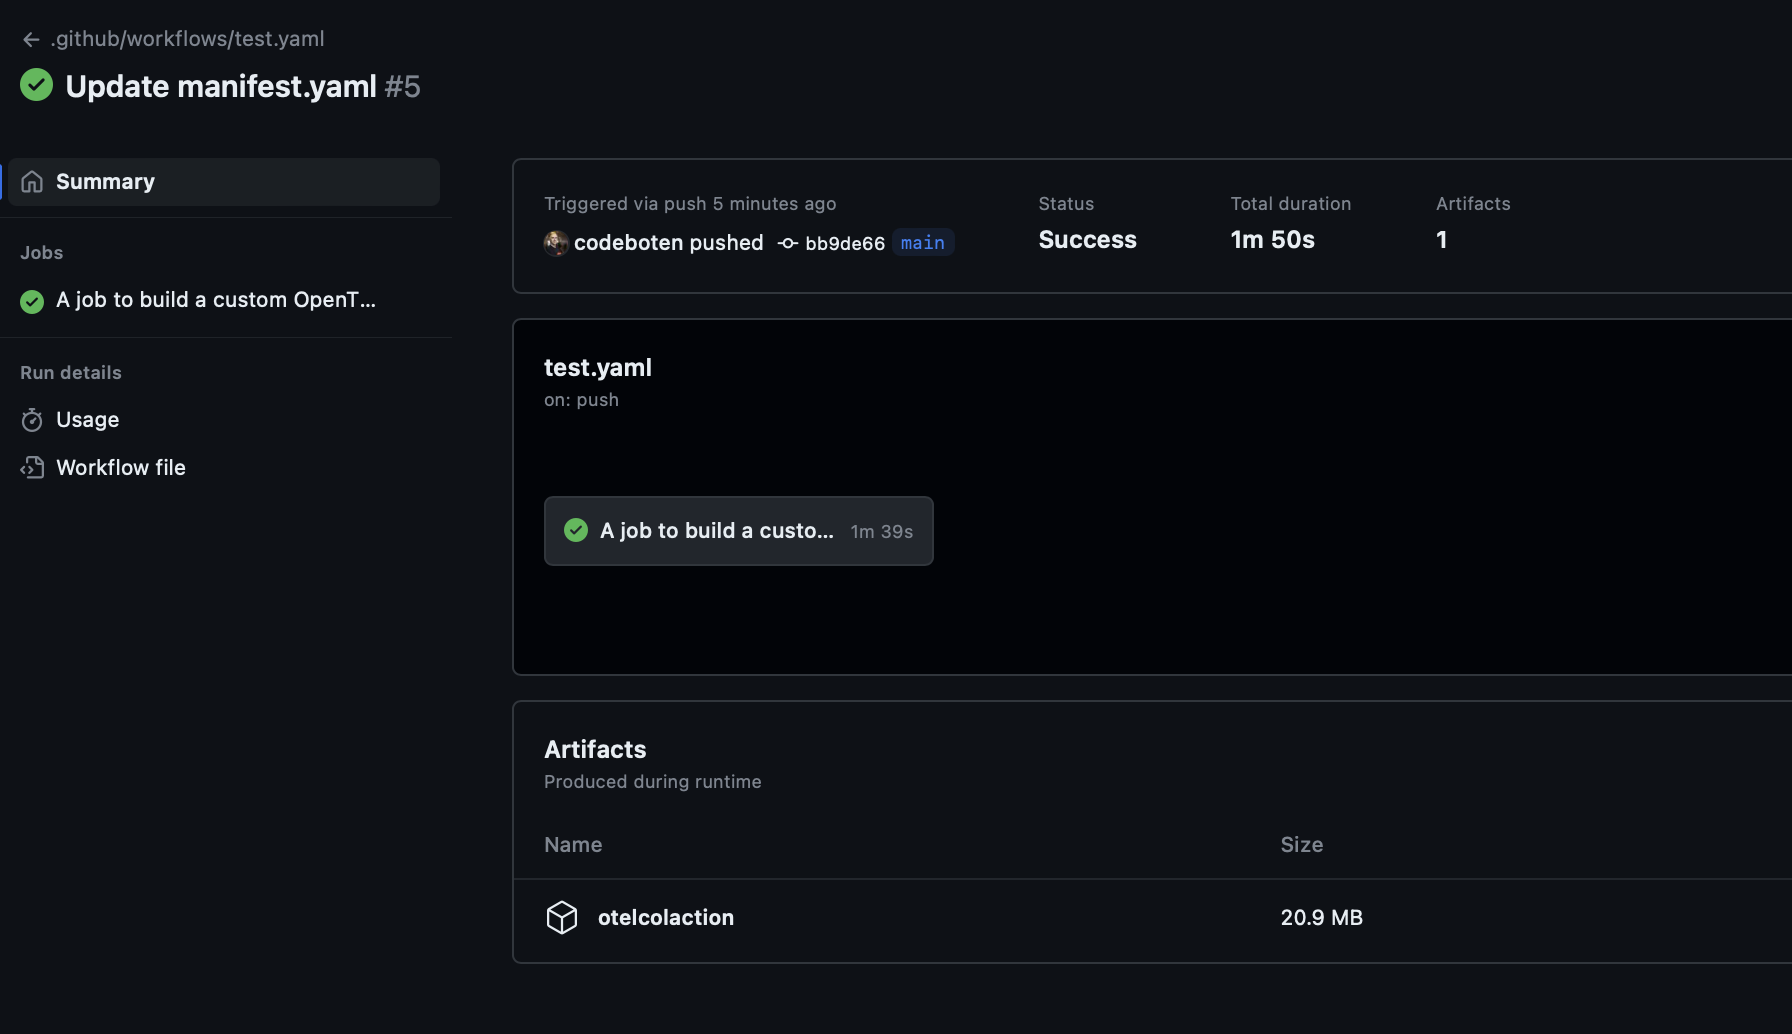 .github/workflows/test.yaml
Update manifest.yaml #5
Summary
Jobs
A job to build a custom OpenT...
Run details
Usage
Workflow file
Triggered via push 5 minutes ago
codeboten pushed bb9de66 main
Status
Success
Total duration
1m 50s
Artifacts
1
test.yaml
on: push
A job to build a custo... 1m 39s
Artifacts
Produced during runtime
Name Size
otelcolaction 20.9 MB